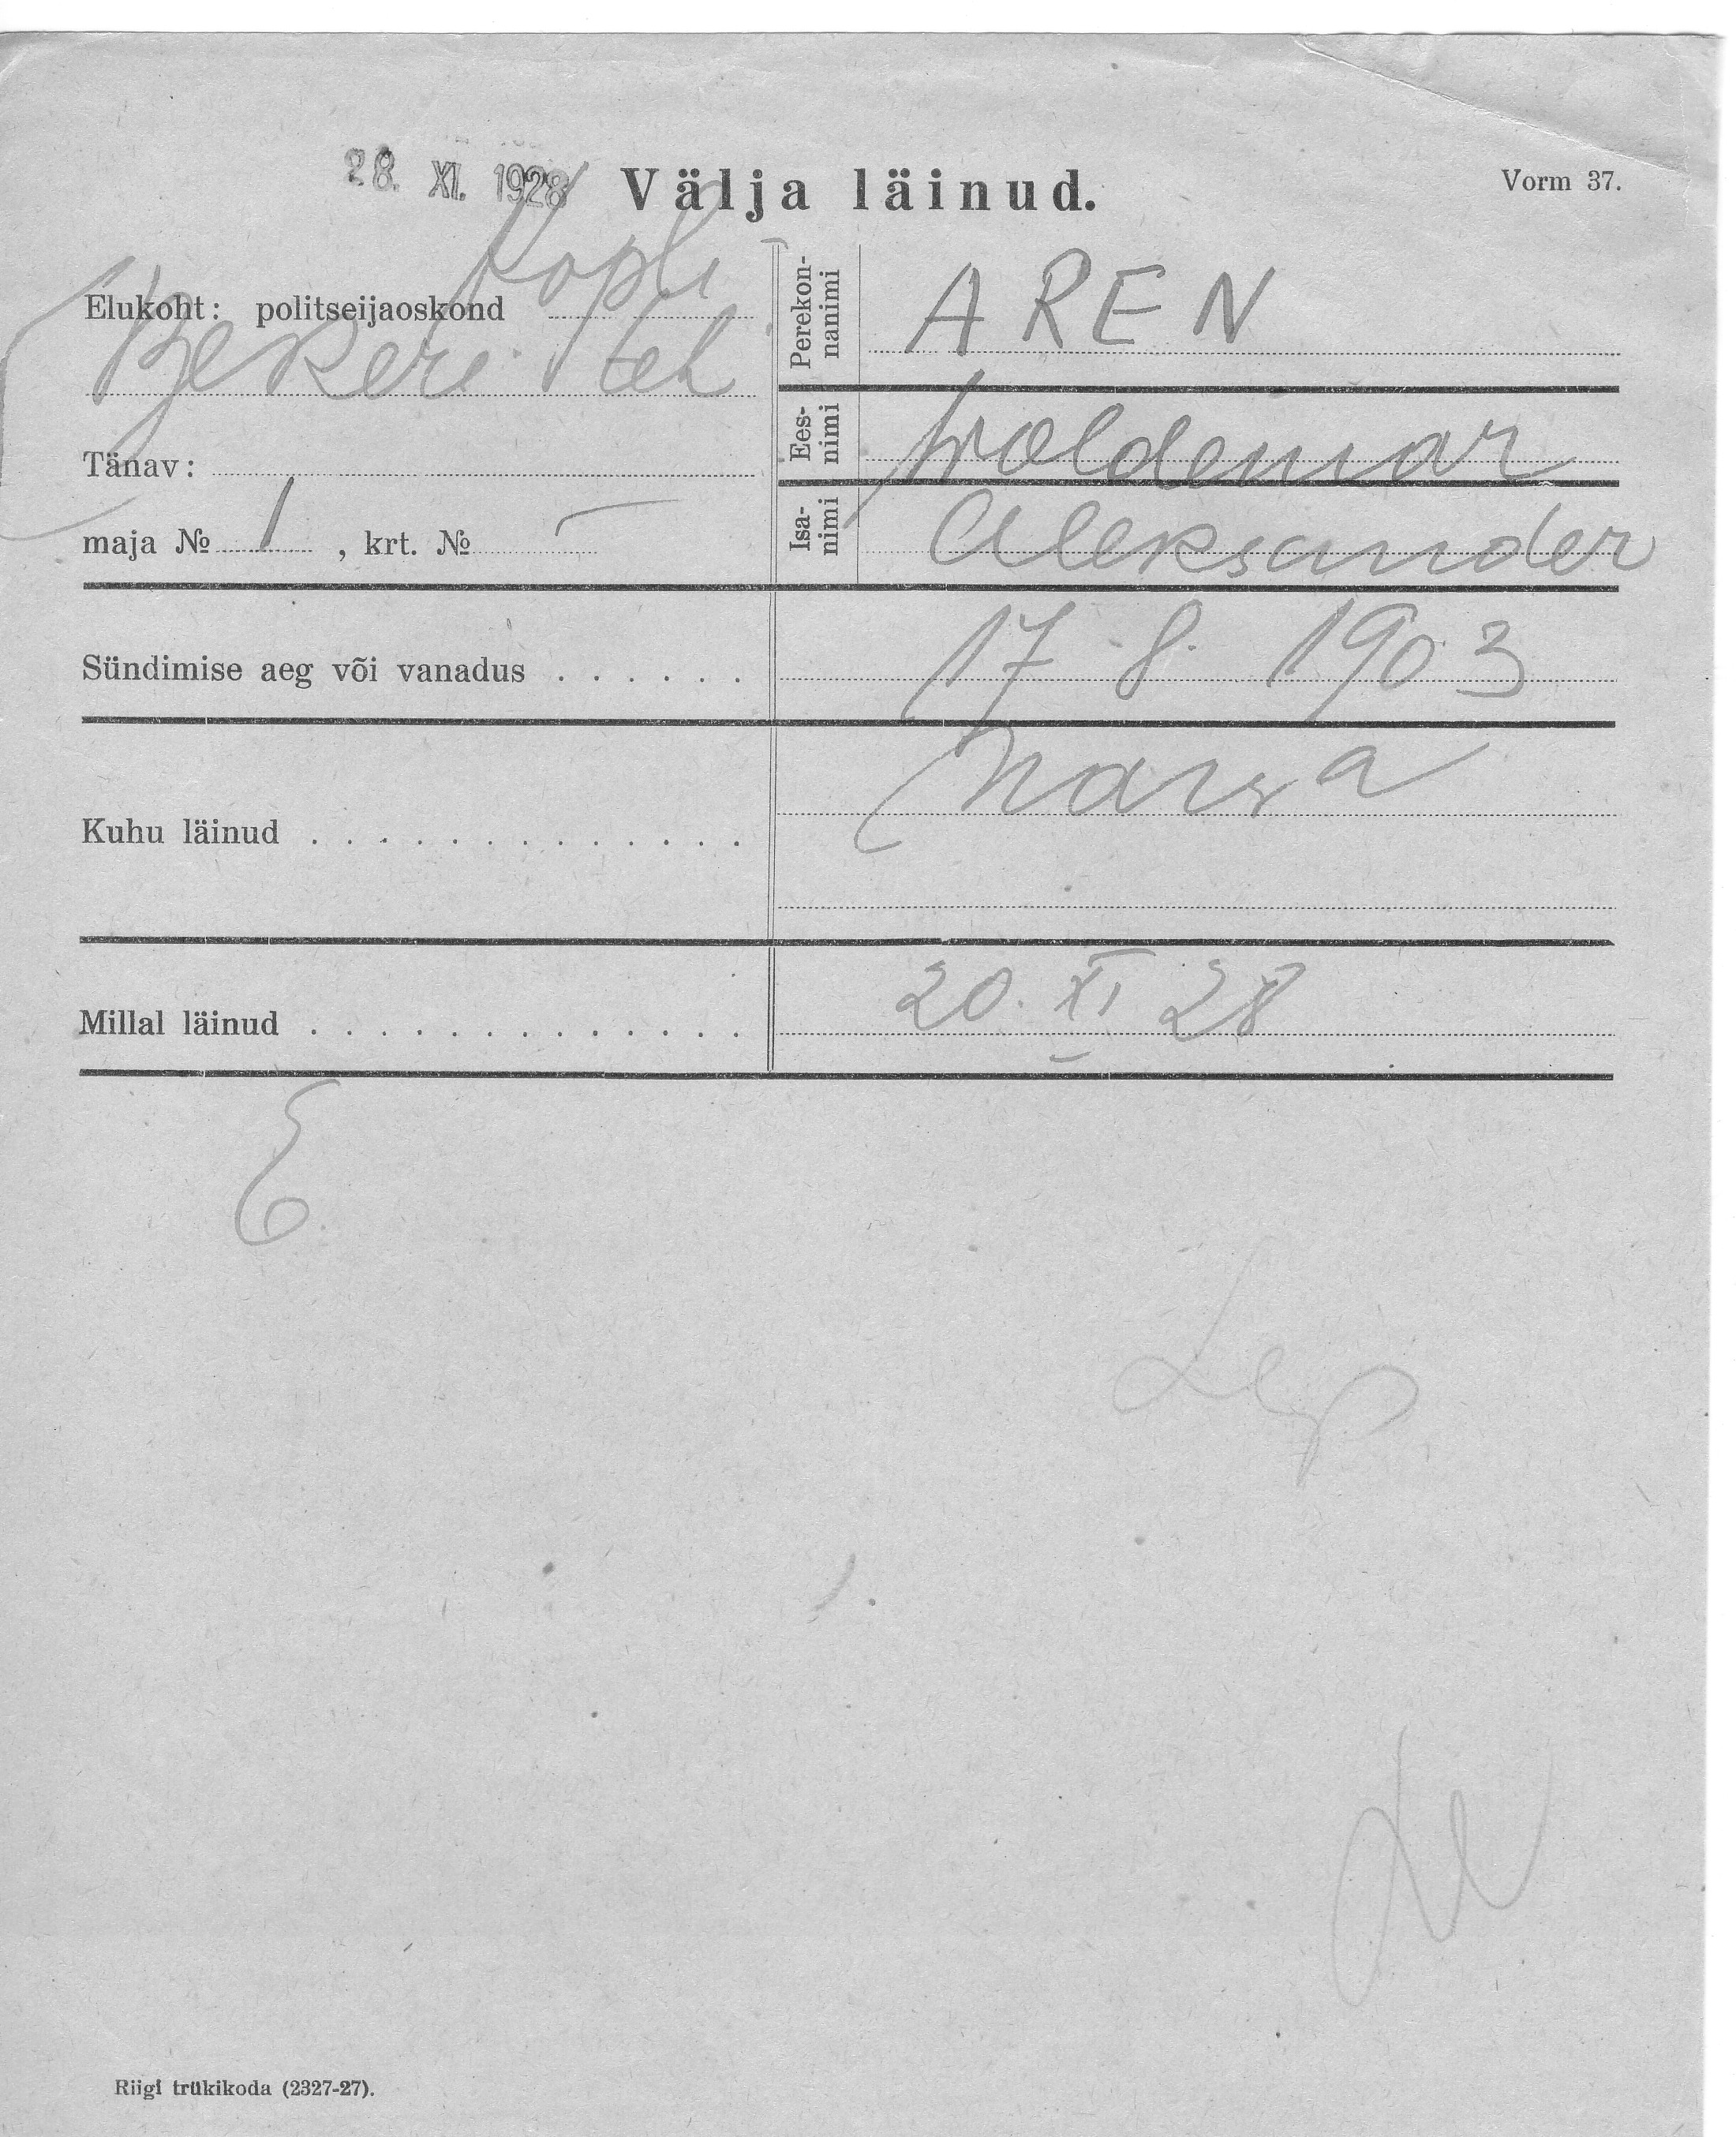 28. XI. 1928
Välja läinud.
Vorm 37.
Elukoht: politseijaoskond Kopli
Bekeri teh
Tänav:
maja № 1, krt. № —
Perekon-
nanimi
AREN
Ees-
nimi
Woldemar
Isa-
nimi
Aleksander
Sündimise aeg või vanadus . . . . . . 17. 8. 1903
Kuhu läinud . . . . . . . . . . . . . Narva
Millal läinud . . . . . . . . . . . . . 20. XI 28
Riigi trükikoda (2327-27).